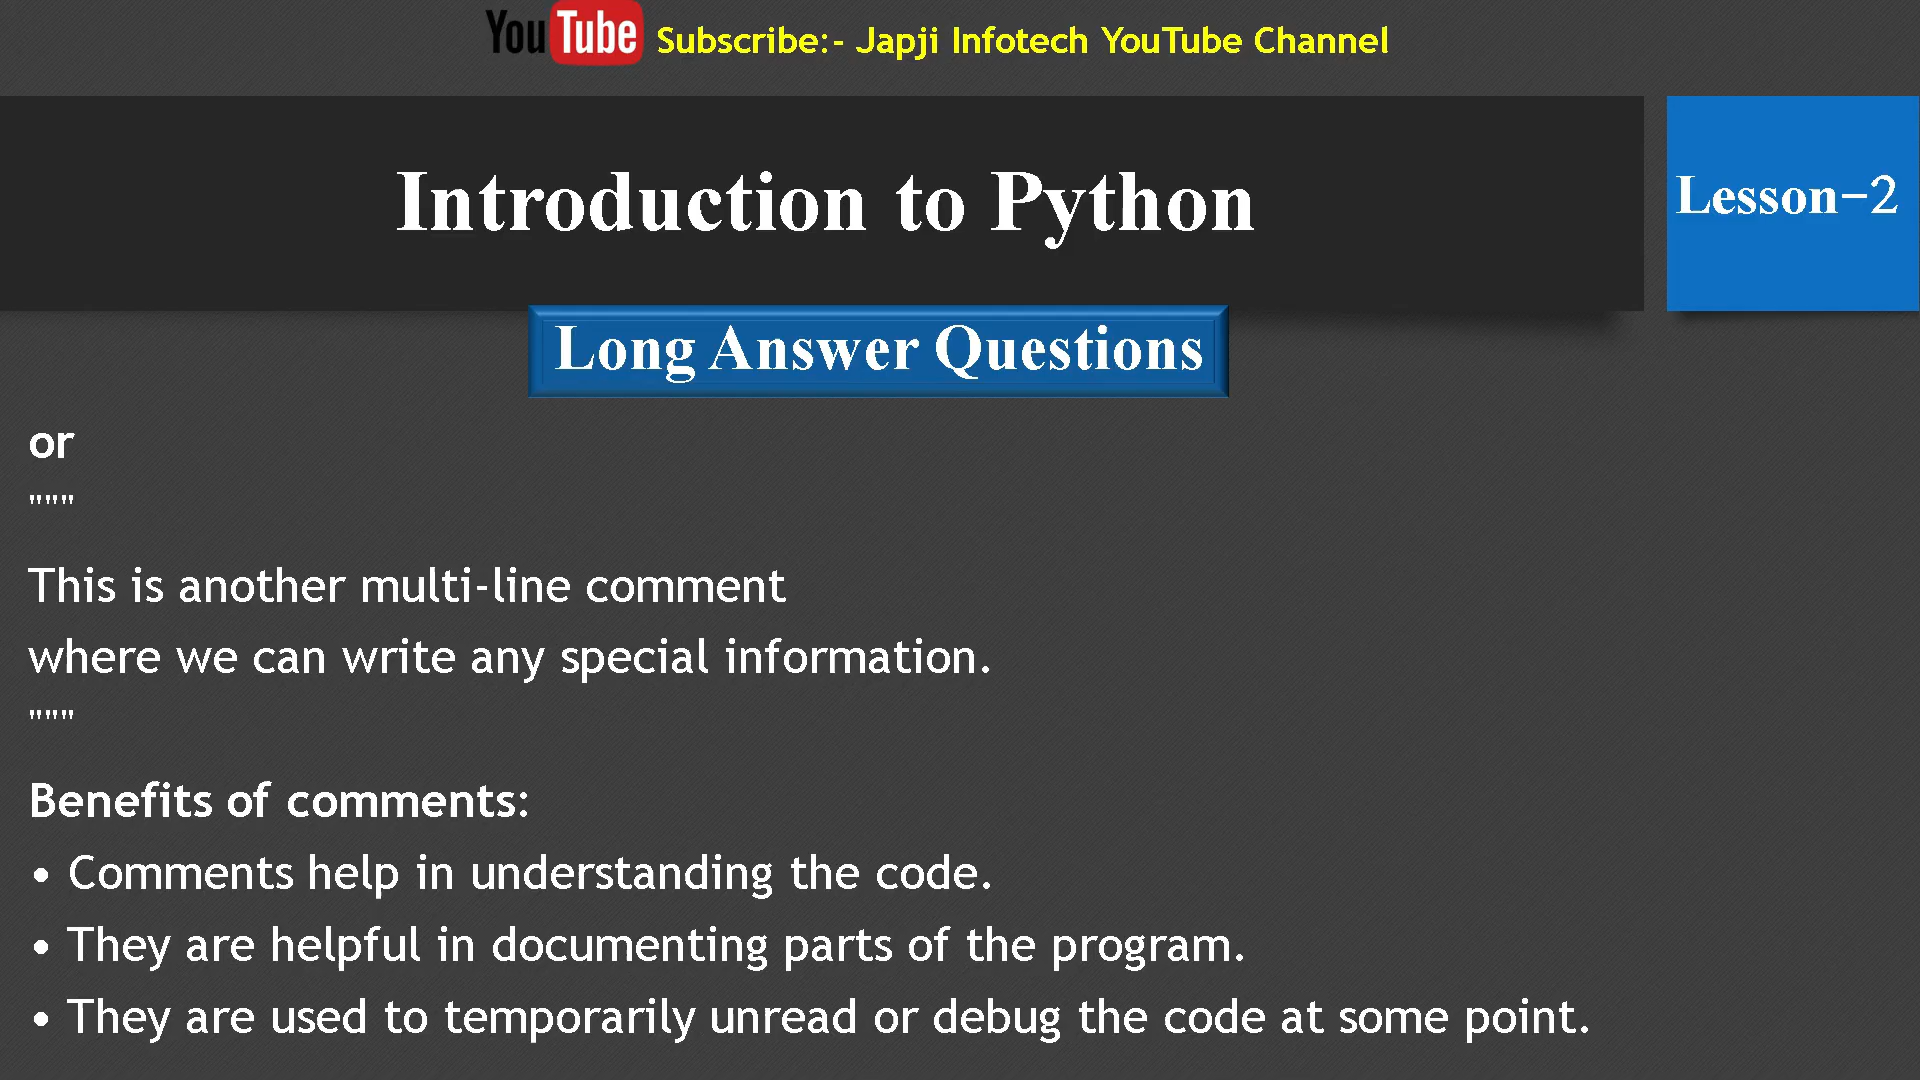 YouTube Subscribe:- Japji Infotech YouTube Channel
Introduction to Python
Lesson-2
Long Answer Questions
or
"""
This is another multi-line comment
where we can write any special information.
"""
Benefits of comments:
• Comments help in understanding the code.
• They are helpful in documenting parts of the program.
• They are used to temporarily unread or debug the code at some point.